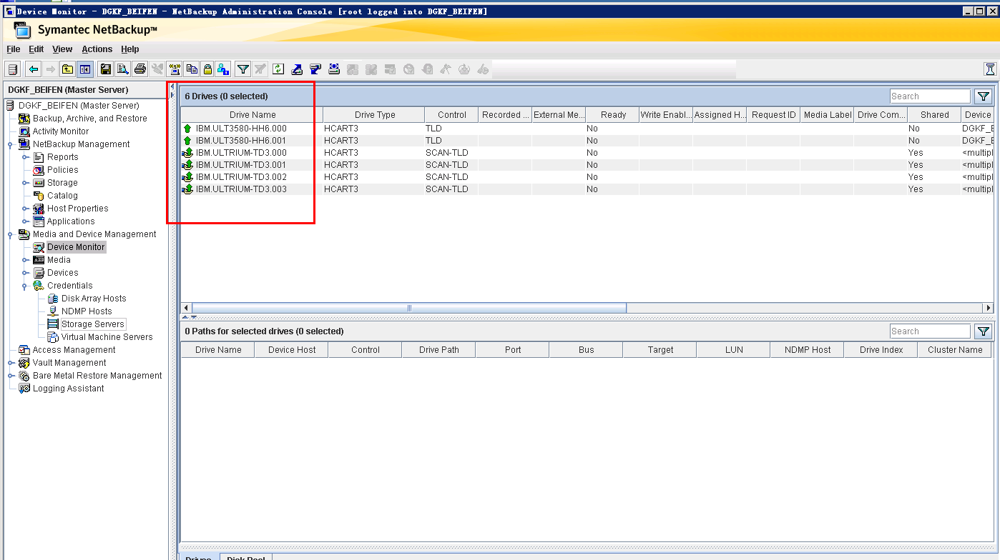 Device Monitor - DGKF_BEIFEN - NetBackup Administration Console [root logged into DGKF_BEIFEN]
Symantec NetBackup™
File Edit View Actions Help
DGKF_BEIFEN (Master Server)
DGKF_BEIFEN (Master Server)
Backup, Archive, and Restore
Activity Monitor
NetBackup Management
Reports
Policies
Storage
Catalog
Host Properties
Applications
Media and Device Management
Device Monitor
Media
Devices
Credentials
Disk Array Hosts
NDMP Hosts
Storage Servers
Virtual Machine Servers
Access Management
Vault Management
Bare Metal Restore Management
Logging Assistant
6 Drives (0 selected) Search
Drive Name Drive Type Control Recorded ... External Me... Ready Write Enabl... Assigned H... Request ID Media Label Drive Com... Shared Device
IBM.ULT3580-HH6.000 HCART3 TLD No No DGKF_E
IBM.ULT3580-HH6.001 HCART3 TLD No No DGKF_E
IBM.ULTRIUM-TD3.000 HCART3 SCAN-TLD No Yes <multipl
IBM.ULTRIUM-TD3.001 HCART3 SCAN-TLD No Yes <multipl
IBM.ULTRIUM-TD3.002 HCART3 SCAN-TLD No Yes <multipl
IBM.ULTRIUM-TD3.003 HCART3 SCAN-TLD No Yes <multipl
0 Paths for selected drives (0 selected) Search
Drive Name Device Host Control Drive Path Port Bus Target LUN NDMP Host Drive Index Cluster Name
Drives Disk Pool